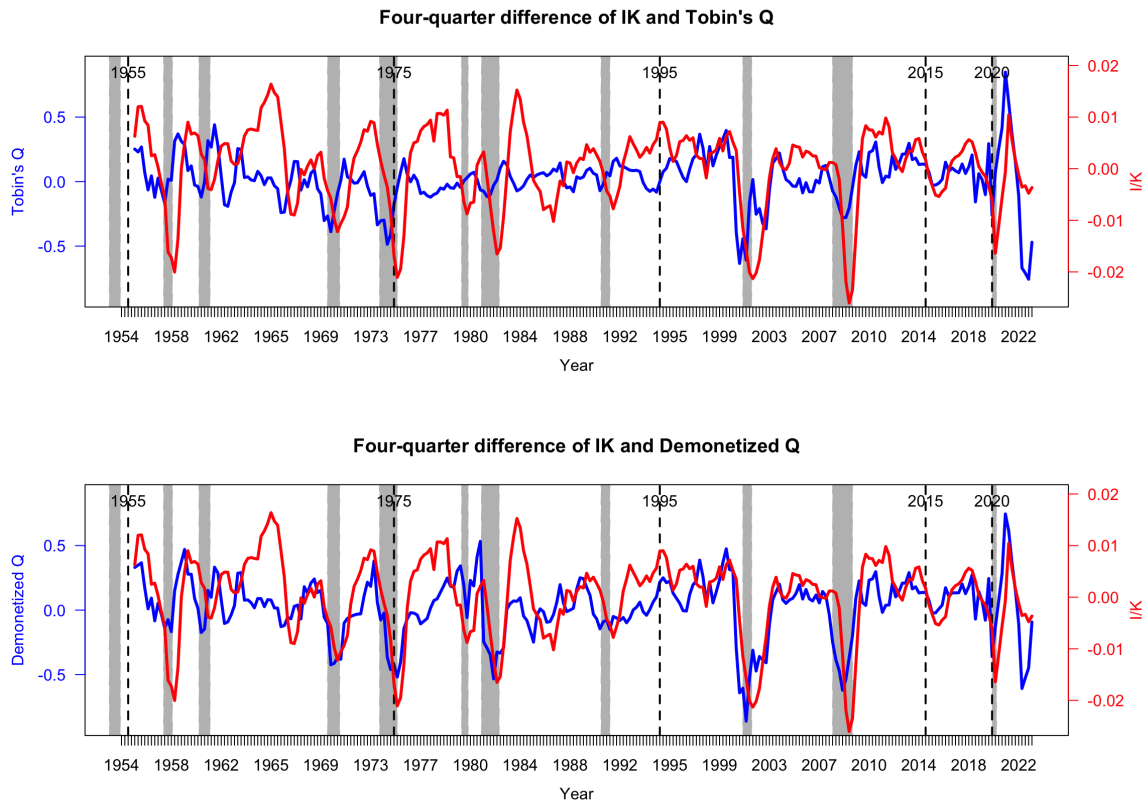 Four-quarter difference of IK and Tobin's Q
1955 1975 1995 2015 2020
0.02
0.5
0.01
Tobin's Q
0.0
0.00
I/K
-0.01
-0.5
-0.02
1954 1958 1962 1965 1969 1973 1977 1980 1984 1988 1992 1995 1999 2003 2007 2010 2014 2018 2022
Year
Four-quarter difference of IK and Demonetized Q
1955 1975 1995 2015 2020
0.02
0.5
0.01
Demonetized Q
0.0
0.00
I/K
-0.01
-0.5
-0.02
1954 1958 1962 1965 1969 1973 1977 1980 1984 1988 1992 1995 1999 2003 2007 2010 2014 2018 2022
Year